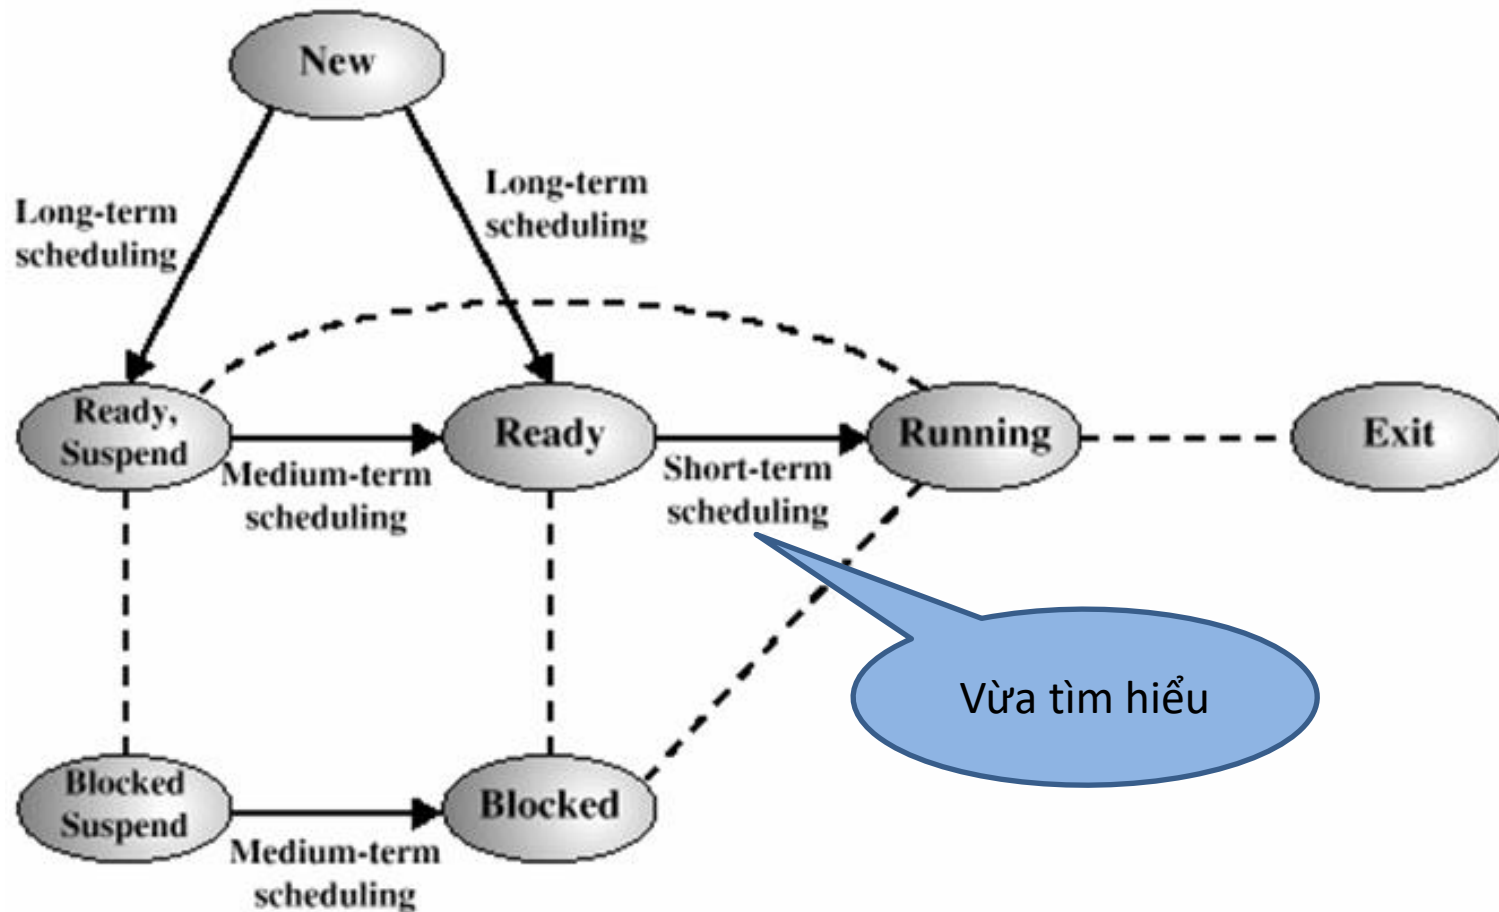 New
Long-term
scheduling
Long-term
scheduling
Ready,
Suspend
Medium-term
scheduling
Ready
Short-term
scheduling
Running
Exit
Vừa tìm hiểu
Blocked
Suspend
Medium-term
scheduling
Blocked